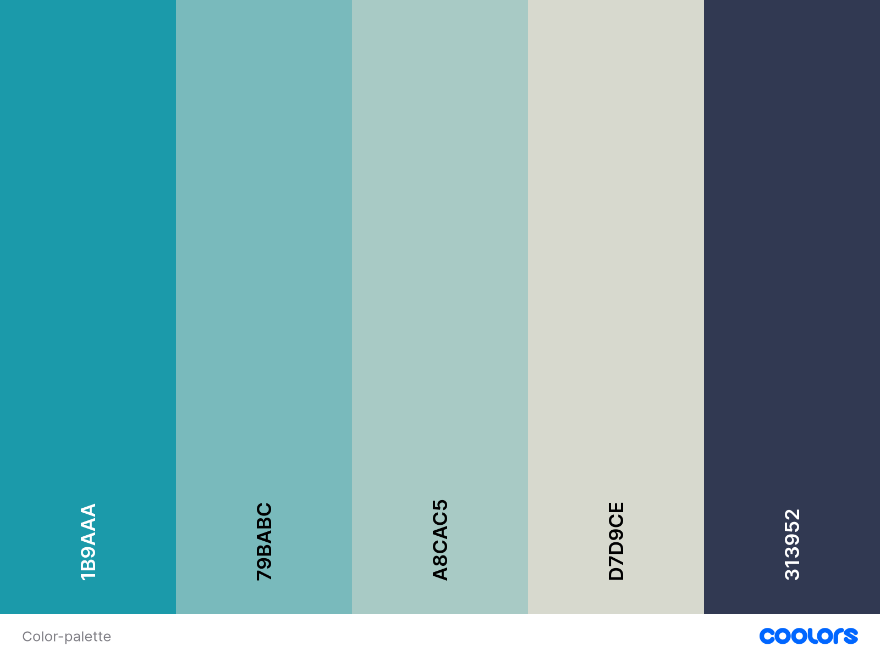 1B9AAA
79BABC
A8CAC5
D7D9CE
313952
Color-palette
coolors